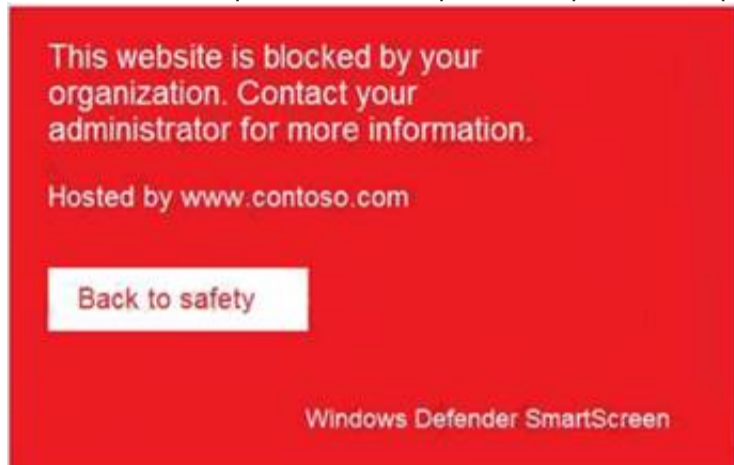 This website is blocked by your
organization. Contact your
administrator for more information.
Hosted by www.contoso.com
Back to safety
Windows Defender SmartScreen